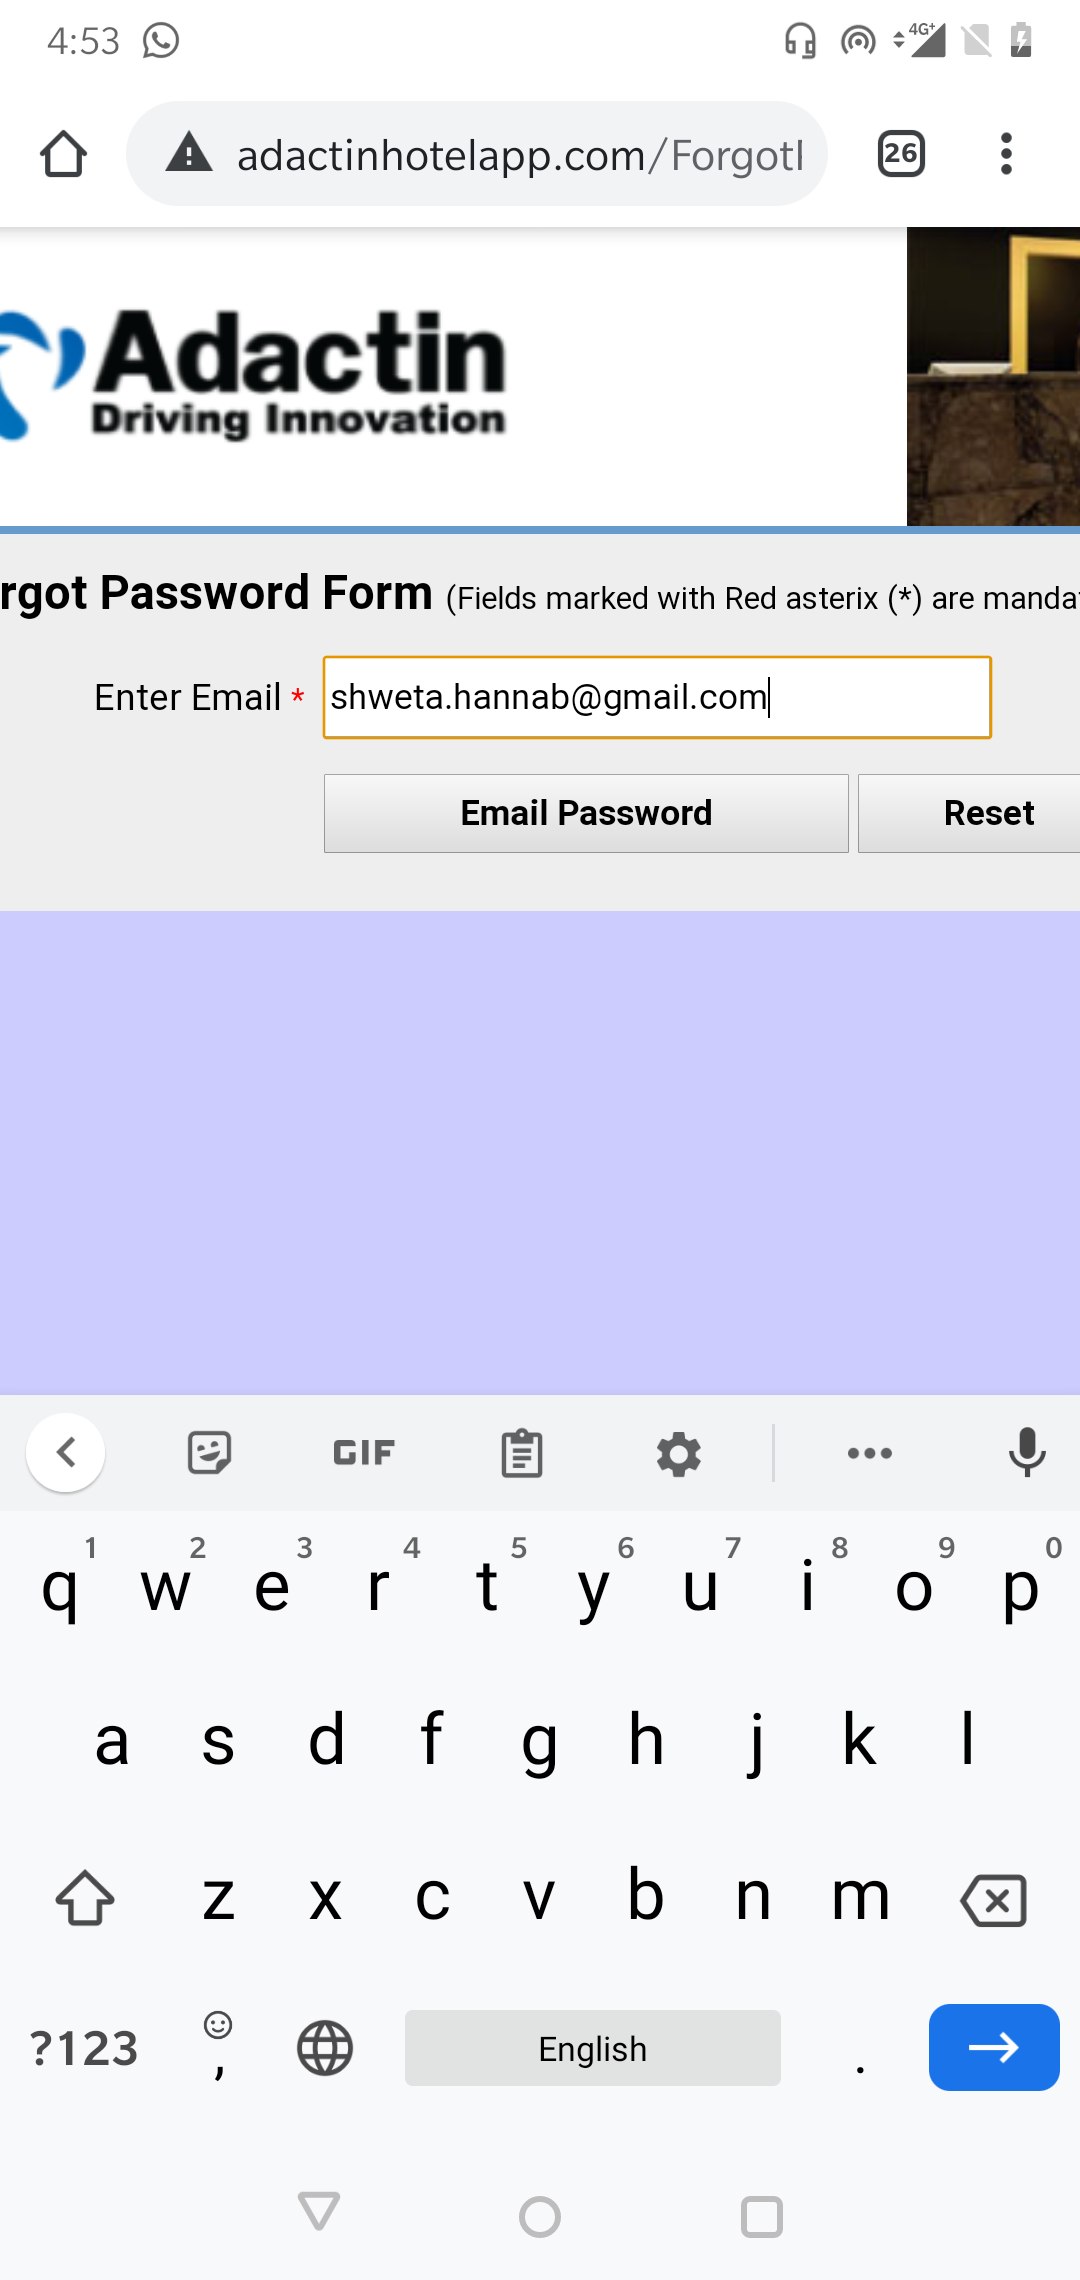 4:53
4G+
adactinhotelapp.com/Forgot
26
Adactin
Driving Innovation
rgot Password Form (Fields marked with Red asterix (*) are manda
Enter Email *
shweta.hannab@gmail.com
Email Password
Reset
GIF
1 2 3 4 5 6 7 8 9 0
q w e r t y u i o p
a s d f g h j k l
z x c v b n m
?123 , English .